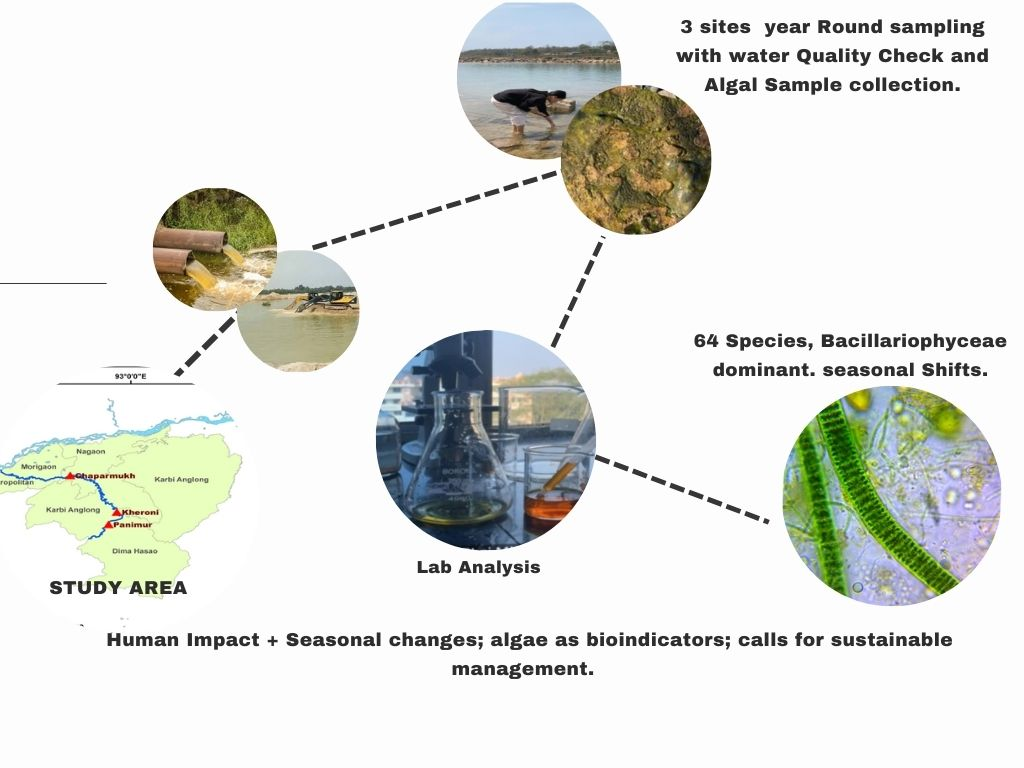 3 sites year Round sampling
with water Quality Check and
Algal Sample collection.
64 Species, Bacillariophyceae
dominant. seasonal Shifts.
93°0'0"E
Nagaon
Morigaon
ropolitan
Chaparmukh
Karbi Anglong
Karbi Anglong
Kheroni
Panimur
Dima Hasao
STUDY AREA
Lab Analysis
Human Impact + Seasonal changes; algae as bioindicators; calls for sustainable
management.